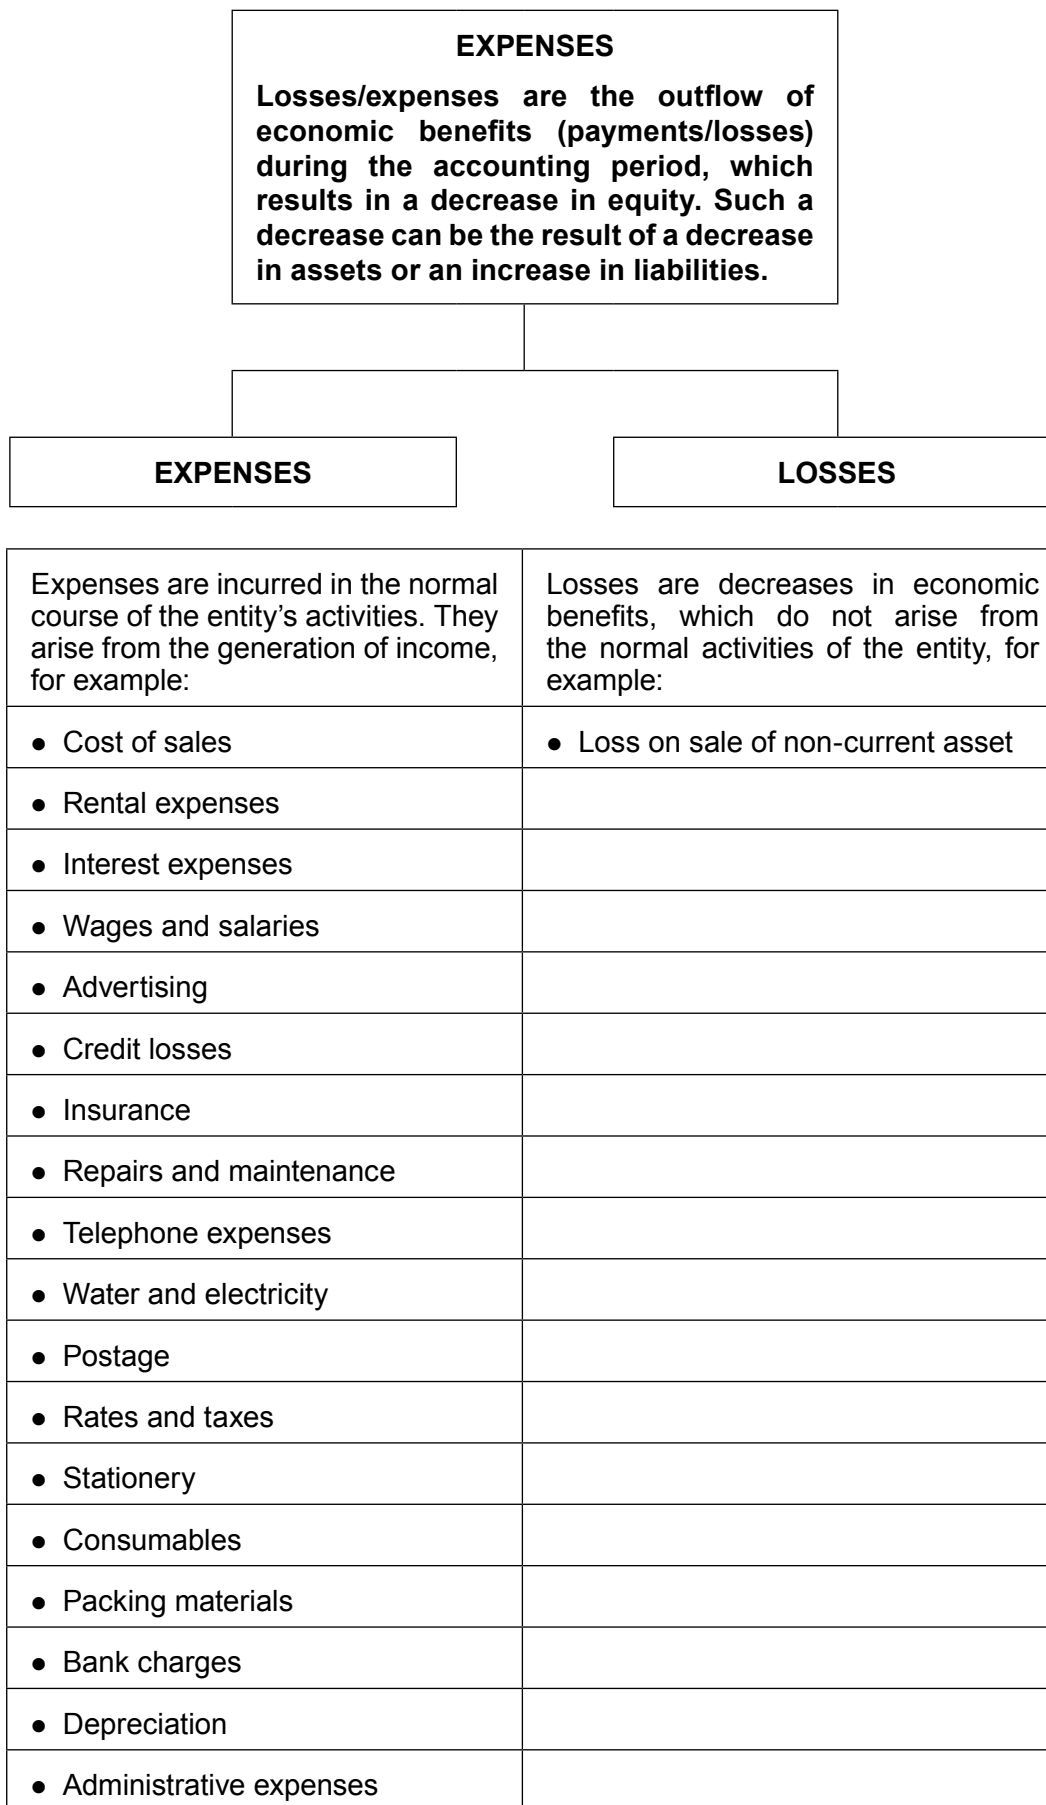 EXPENSES
Losses/expenses are the outflow of
economic benefits (payments/losses)
during the accounting period, which
results in a decrease in equity. Such a
decrease can be the result of a decrease
in assets or an increase in liabilities.
EXPENSES
LOSSES
Expenses are incurred in the normal
course of the entity’s activities. They
arise from the generation of income,
for example:
Losses are decreases in economic
benefits, which do not arise from
the normal activities of the entity, for
example:
● Cost of sales
● Loss on sale of non-current asset
● Rental expenses
● Interest expenses
● Wages and salaries
● Advertising
● Credit losses
● Insurance
● Repairs and maintenance
● Telephone expenses
● Water and electricity
● Postage
● Rates and taxes
● Stationery
● Consumables
● Packing materials
● Bank charges
● Depreciation
● Administrative expenses